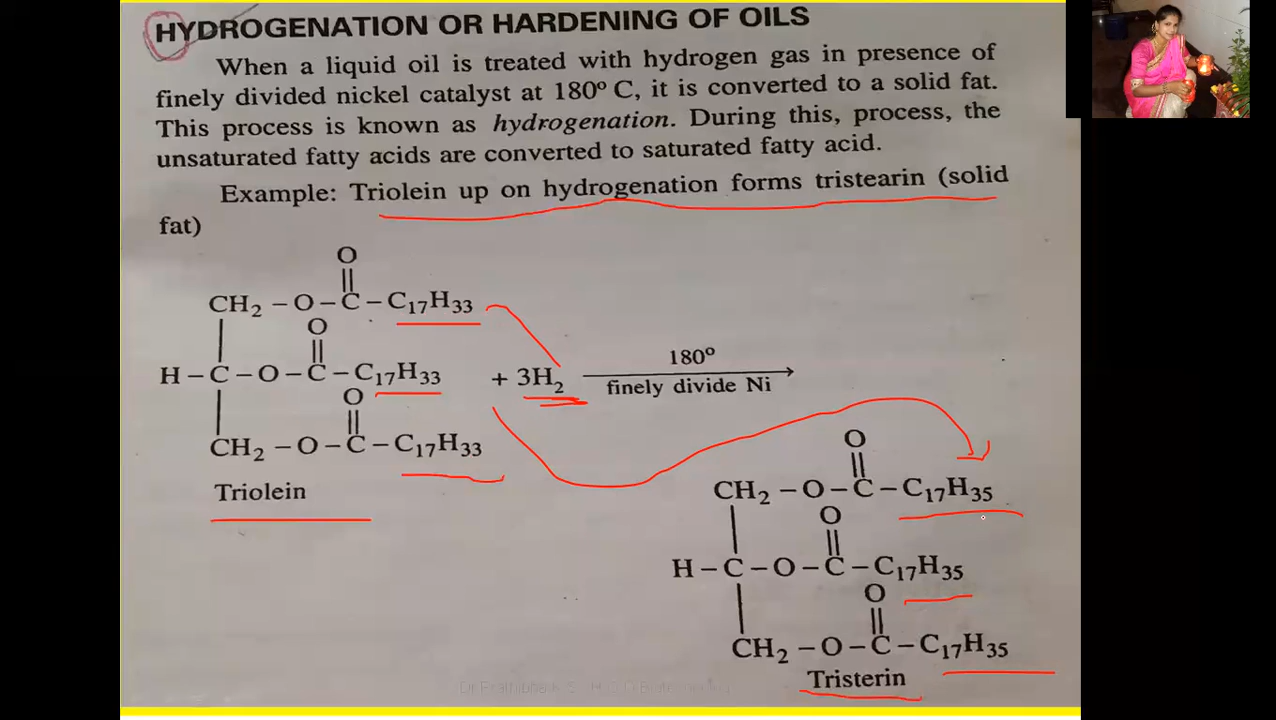 HYDROGENATION OR HARDENING OF OILS
When a liquid oil is treated with hydrogen gas in presence of
finely divided nickel catalyst at 180º C, it is converted to a solid fat.
This process is known as hydrogenation. During this, process, the
unsaturated fatty acids are converted to saturated fatty acid.
Example: Triolein up on hydrogenation forms tristearin (solid
fat)
O
||
CH₂ – O – C – C₁₇H₃₃
O
||
H – C – O – C – C₁₇H₃₃ + 3H₂
180º
finely divide Ni
O
||
CH₂ – O – C – C₁₇H₃₃
Triolein
O
||
CH₂ – O – C – C₁₇H₃₅
O
||
H – C – O – C – C₁₇H₃₅
O
||
CH₂ – O – C – C₁₇H₃₅
Tristerin